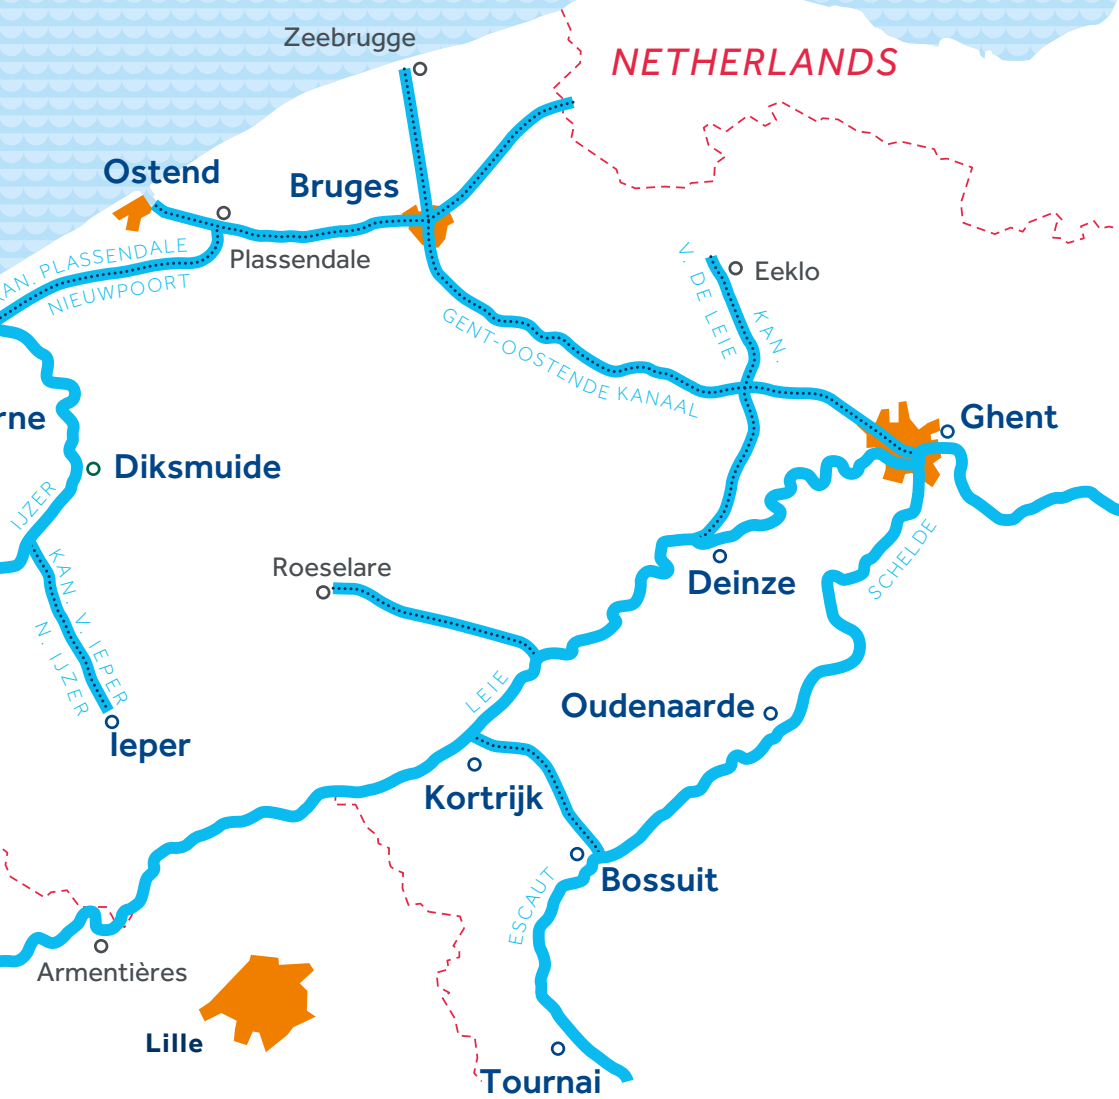 Zeebrugge
NETHERLANDS
Ostend
Bruges
KAN. PLASSENDALE
NIEUWPOORT
Plassendale
V. DE LEIE
KAN.
Eeklo
GENT-OOSTENDE KANAAL
rne
Ghent
Diksmuide
IJZER
KAN. V. IEPER
N. IJZER
Roeselare
Deinze
SCHELDE
LEIE
Oudenaarde
Ieper
Kortrijk
Bossuit
ESCAUT
Armentières
Lille
Tournai